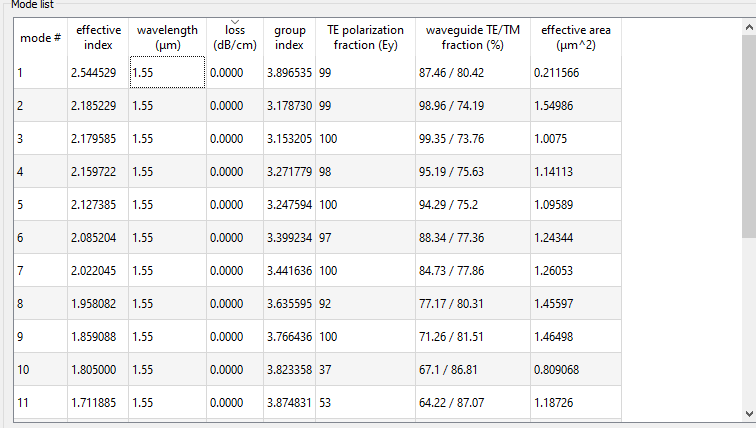 Mode list
mode # effective index wavelength (µm) loss (dB/cm) group index TE polarization fraction (Ey) waveguide TE/TM fraction (%) effective area (µm^2)
1 2.544529 1.55 0.0000 3.896535 99 87.46 / 80.42 0.211566
2 2.185229 1.55 0.0000 3.178730 99 98.96 / 74.19 1.54986
3 2.179585 1.55 0.0000 3.153205 100 99.35 / 73.76 1.0075
4 2.159722 1.55 0.0000 3.271779 98 95.19 / 75.63 1.14113
5 2.127385 1.55 0.0000 3.247594 100 94.29 / 75.2 1.09589
6 2.085204 1.55 0.0000 3.399234 97 88.34 / 77.36 1.24344
7 2.022045 1.55 0.0000 3.441636 100 84.73 / 77.86 1.26053
8 1.958082 1.55 0.0000 3.635595 92 77.17 / 80.31 1.45597
9 1.859088 1.55 0.0000 3.766436 100 71.26 / 81.51 1.46498
10 1.805000 1.55 0.0000 3.823358 37 67.1 / 86.81 0.809068
11 1.711885 1.55 0.0000 3.874831 53 64.22 / 87.07 1.18726